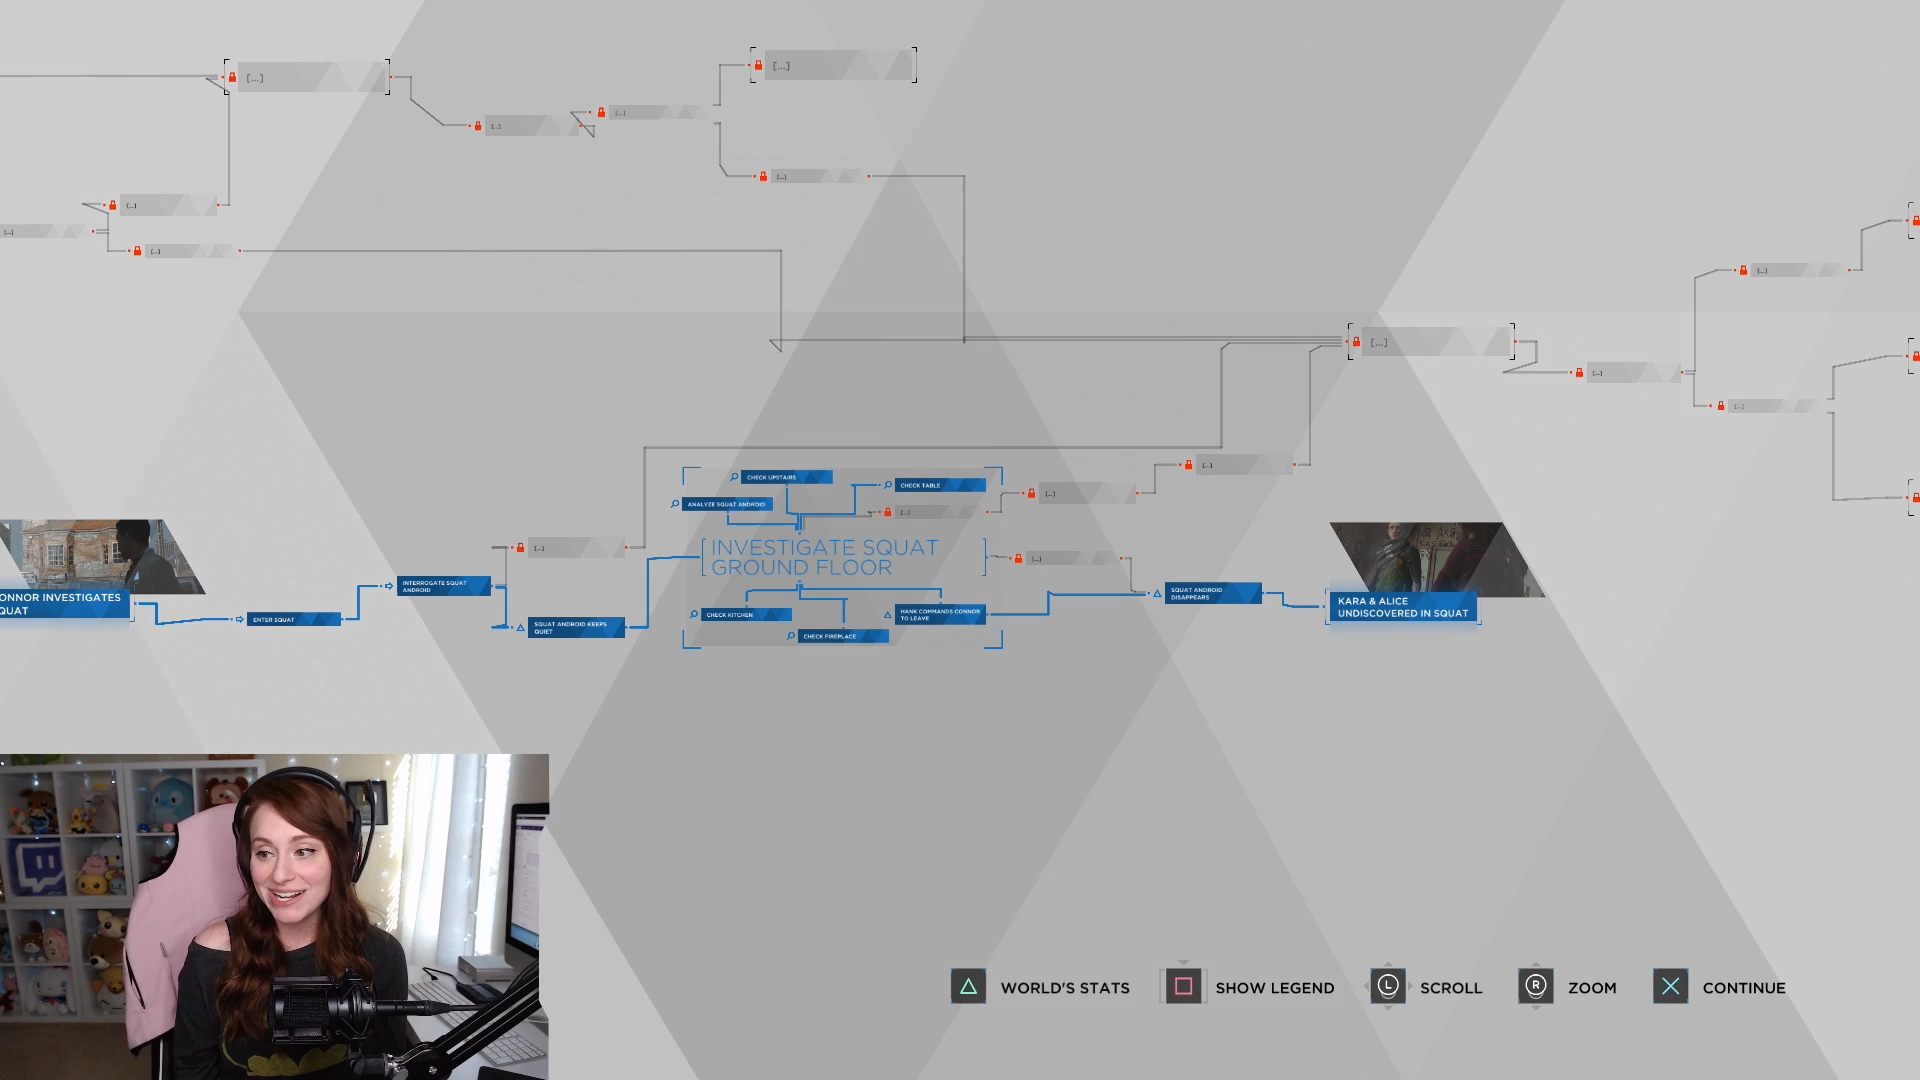 [...]
[...]
[...]
[...]
[...]
[...]
[...]
[...]
[...]
[...]
[...]
[...]
[...]
[...]
CHECK UPSTAIRS
CHECK TABLE
[...]
ANALYZE SQUAT ANDROID
[...]
[...]
INVESTIGATE SQUAT
GROUND FLOOR
[...]
INTERROGATE SQUAT
ANDROID
SQUAT ANDROID
DISAPPEARS
ONNOR INVESTIGATES
QUAT
KARA & ALICE
UNDISCOVERED IN SQUAT
ENTER SQUAT
CHECK KITCHEN
HANK COMMANDS CONNOR
TO LEAVE
SQUAT ANDROID KEEPS
QUIET
CHECK FIREPLACE
WORLD'S STATS
SHOW LEGEND
L
SCROLL
R
ZOOM
CONTINUE